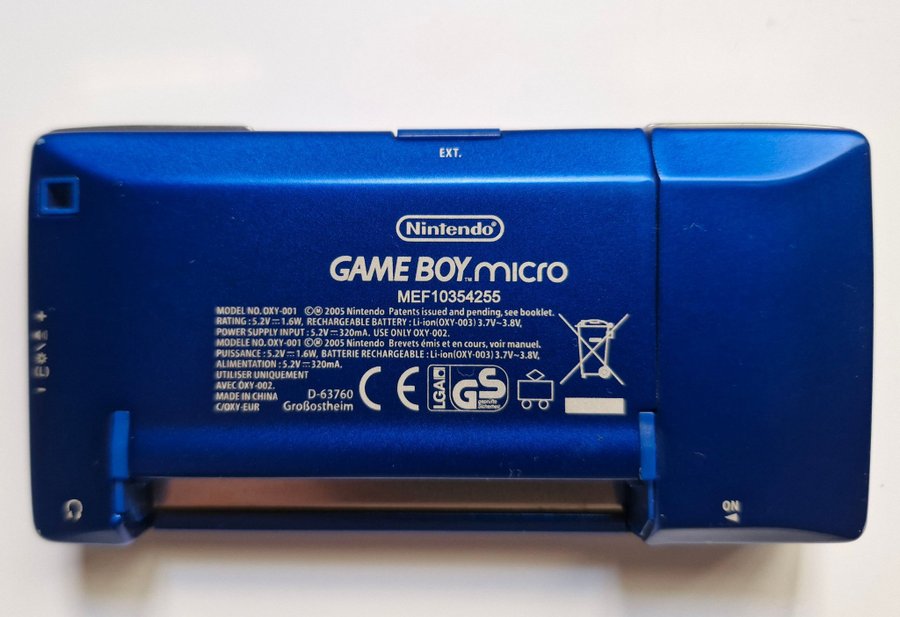 EXT.
Nintendo®
GAME BOY™ micro
MEF10354255
MODEL NO. OXY-001 ©Ⓜ 2005 Nintendo Patents issued and pending, see booklet.
RATING : 5.2V⎓1.6W, RECHARGEABLE BATTERY : Li-ion(OXY-003) 3.7V⎓3.8V,
POWER SUPPLY INPUT : 5.2V⎓320mA. USE ONLY OXY-002.
MODELE NO. OXY-001 ©Ⓜ 2005 Nintendo Brevets émis et en cours, voir manuel.
PUISSANCE : 5.2V⎓1.6W, BATTERIE RECHARGEABLE : Li-ion(OXY-003) 3.7V⎓3.8V,
ALIMENTATION : 5.2V⎓320mA.
UTILISER UNIQUEMENT
AVEC OXY-002.
MADE IN CHINA
C/OXY-EUR
D-63760
Großostheim
CE
LGA
GS
geprüfte
Sicherheit
(L)
ON